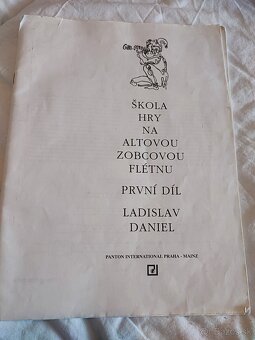 ŠKOLA
HRY
NA
ALTOVOU
ZOBCOVOU
FLÉTNU
PRVNÍ DÍL
LADISLAV
DANIEL
PANTON INTERNATIONAL PRAHA - MAINZ